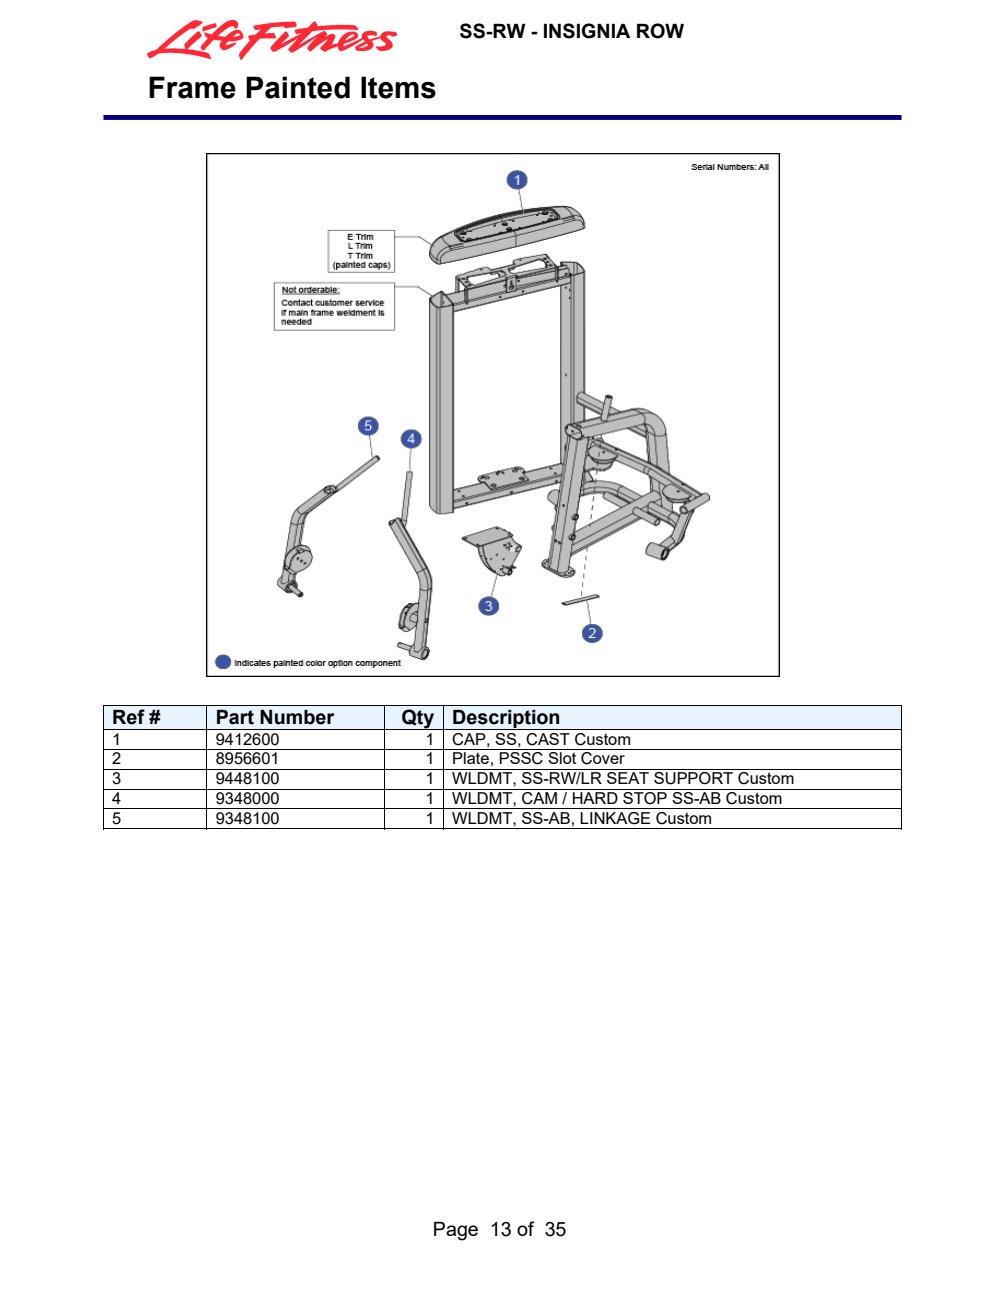 Life Fitness
SS-RW - INSIGNIA ROW
Frame Painted Items
Serial Numbers: All
1
E Trim
L Trim
T Trim
(painted caps)
Not orderable:
Contact customer service
if main frame weldment is
needed
5
4
3
2
Indicates painted color option component
Ref # Part Number Qty Description
1 9412600 1 CAP, SS, CAST Custom
2 8956601 1 Plate, PSSC Slot Cover
3 9448100 1 WLDMT, SS-RW/LR SEAT SUPPORT Custom
4 9348000 1 WLDMT, CAM / HARD STOP SS-AB Custom
5 9348100 1 WLDMT, SS-AB, LINKAGE Custom
Page 13 of 35